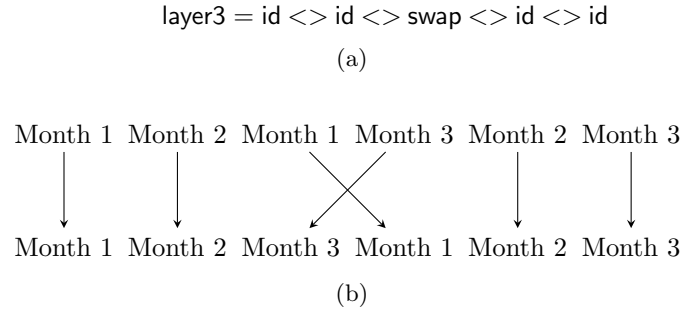 layer3 = id <> id <> swap <> id <> id
(a)
Month 1 Month 2 Month 1 Month 3 Month 2 Month 3
Month 1 Month 2 Month 3 Month 1 Month 2 Month 3
(b)